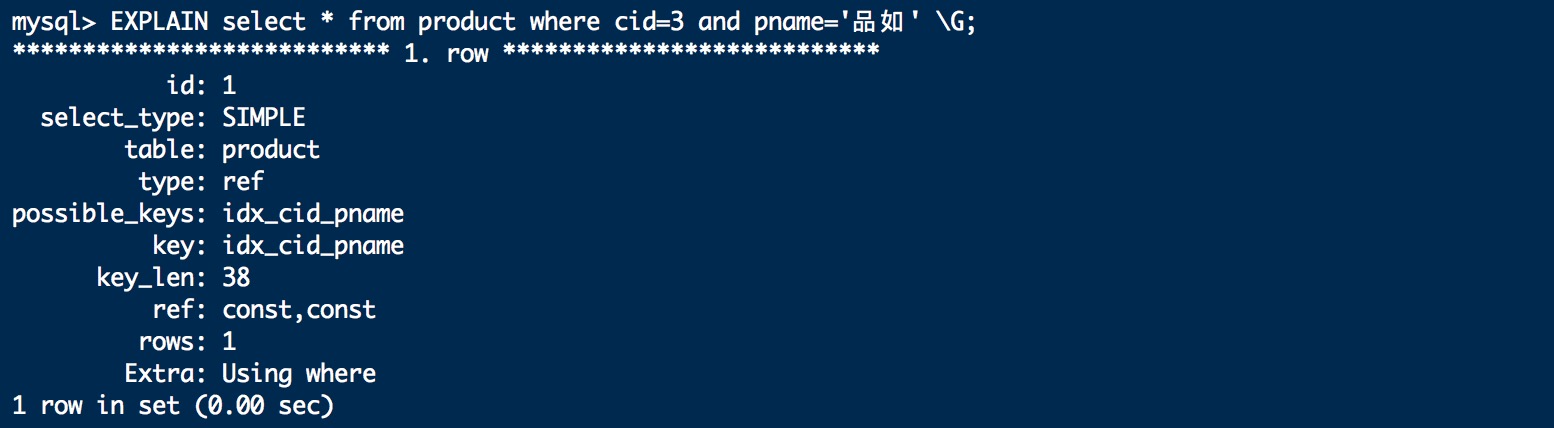 mysql> EXPLAIN select * from product where cid=3 and pname='品如' \G;
*************************** 1. row ***************************
id: 1
select_type: SIMPLE
table: product
type: ref
possible_keys: idx_cid_pname
key: idx_cid_pname
key_len: 38
ref: const,const
rows: 1
Extra: Using where
1 row in set (0.00 sec)